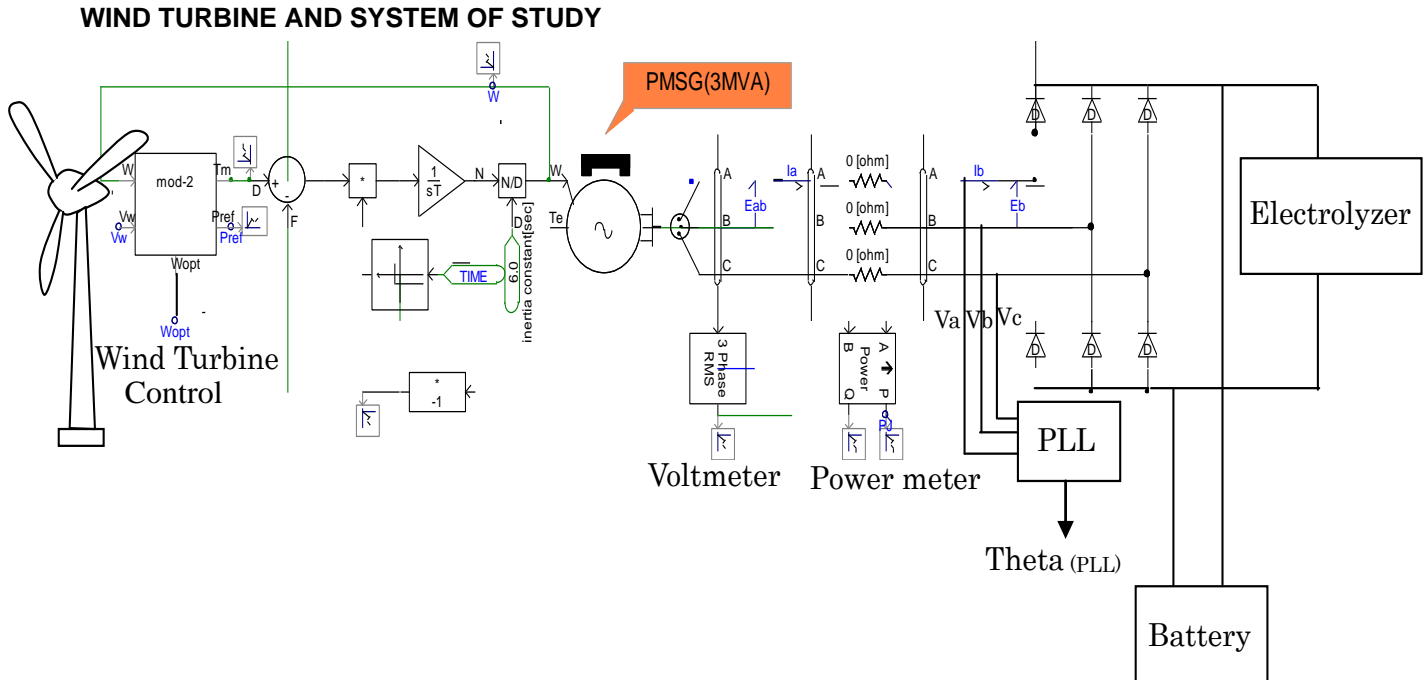 WIND TURBINE AND SYSTEM OF STUDY
PMSG(3MVA)
W
W
Tm
mod-2
D
+
-
F
*
1
sT
N
N/D
D
W
Te
Vw
Vw
Pref
Pref
Wopt
Wopt
TIME
6.0
inertia constant[sec]
*
-1
Wind Turbine
Control
A
B
C
Eab
Ia
A
B
C
0 [ohm]
0 [ohm]
0 [ohm]
A
B
C
Ib
Eb
D
D
D
D
D
D
Va Vb Vc
3 Phase
RMS
A
B
Power
P
Q
Voltmeter
Power meter
PLL
Theta (PLL)
Electrolyzer
Battery